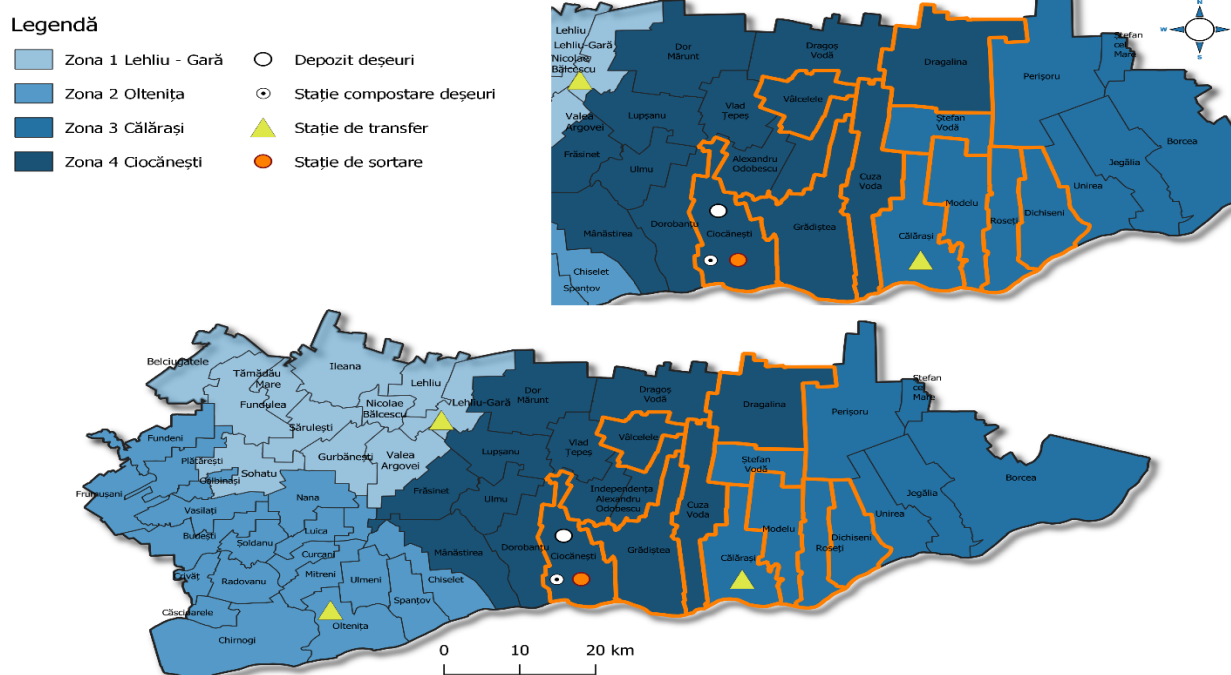 Legendă
Zona 1 Lehliu - Gară
Zona 2 Oltenița
Zona 3 Călărași
Zona 4 Ciocănești
Depozit deșeuri
Stație compostare deșeuri
Stație de transfer
Stație de sortare
N
W
E
S
Lehliu
Lehliu-Gară
Nicolae
Bălcescu
Valea
Argovei
Dor
Mărunt
Dragoș
Vodă
Dragalina
Perișoru
Ștefan
cel
Mare
Vâlcelele
Vlad
Țepeș
Lupșanu
Ștefan
Vodă
Borcea
Frăsinet
Ulmu
Alexandru
Odobescu
Cuza
Voda
Jegălia
Unirea
Modelu
Dichiseni
Roseți
Mânăstirea
Dorobanțu
Ciocănești
Grădiștea
Călărași
Chiselet
Spanțov
Belciugatele
Tămădău
Mare
Ileana
Lehliu
Lehliu-Gară
Fundulea
Nicolae
Bălcescu
Sărulești
Gurbănești
Valea
Argovei
Dor
Mărunt
Dragoș
Vodă
Dragalina
Perișoru
Ștefan
cel
Mare
Fundeni
Plătărești
Sohatu
Frumușani
Vasilați
Nana
Budești
Șoldanu
Luica
Curcani
Radovanu
Mitreni
Ulmeni
Chiselet
Spanțov
Căscioarele
Chirnogi
Oltenița
Frăsinet
Lupșanu
Ulmu
Mânăstirea
Dorobanțu
Vlad
Țepeș
Vâlcelele
Independența
Alexandru
Odobescu
Ciocănești
Grădiștea
Cuza
Voda
Ștefan
Vodă
Modelu
Călărași
Roseți
Dichiseni
Unirea
Jegălia
Borcea
0 10 20 km